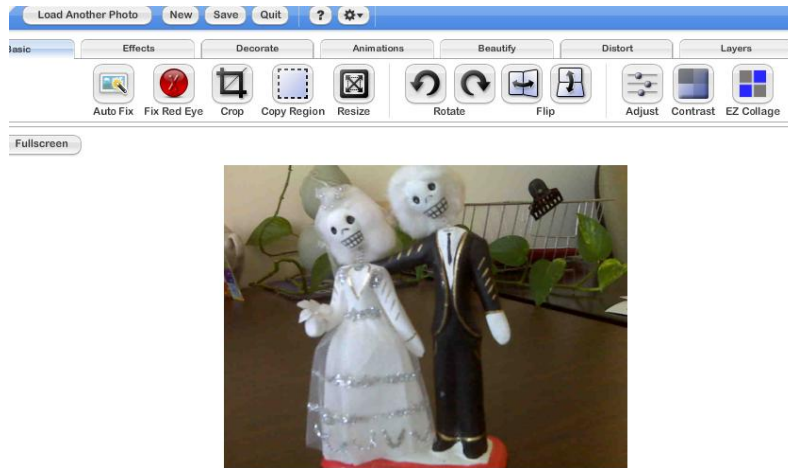 Load Another Photo New Save Quit ?
Basic Effects Decorate Animations Beautify Distort Layers
Auto Fix Fix Red Eye Crop Copy Region Resize Rotate Flip Adjust Contrast EZ Collage
Fullscreen